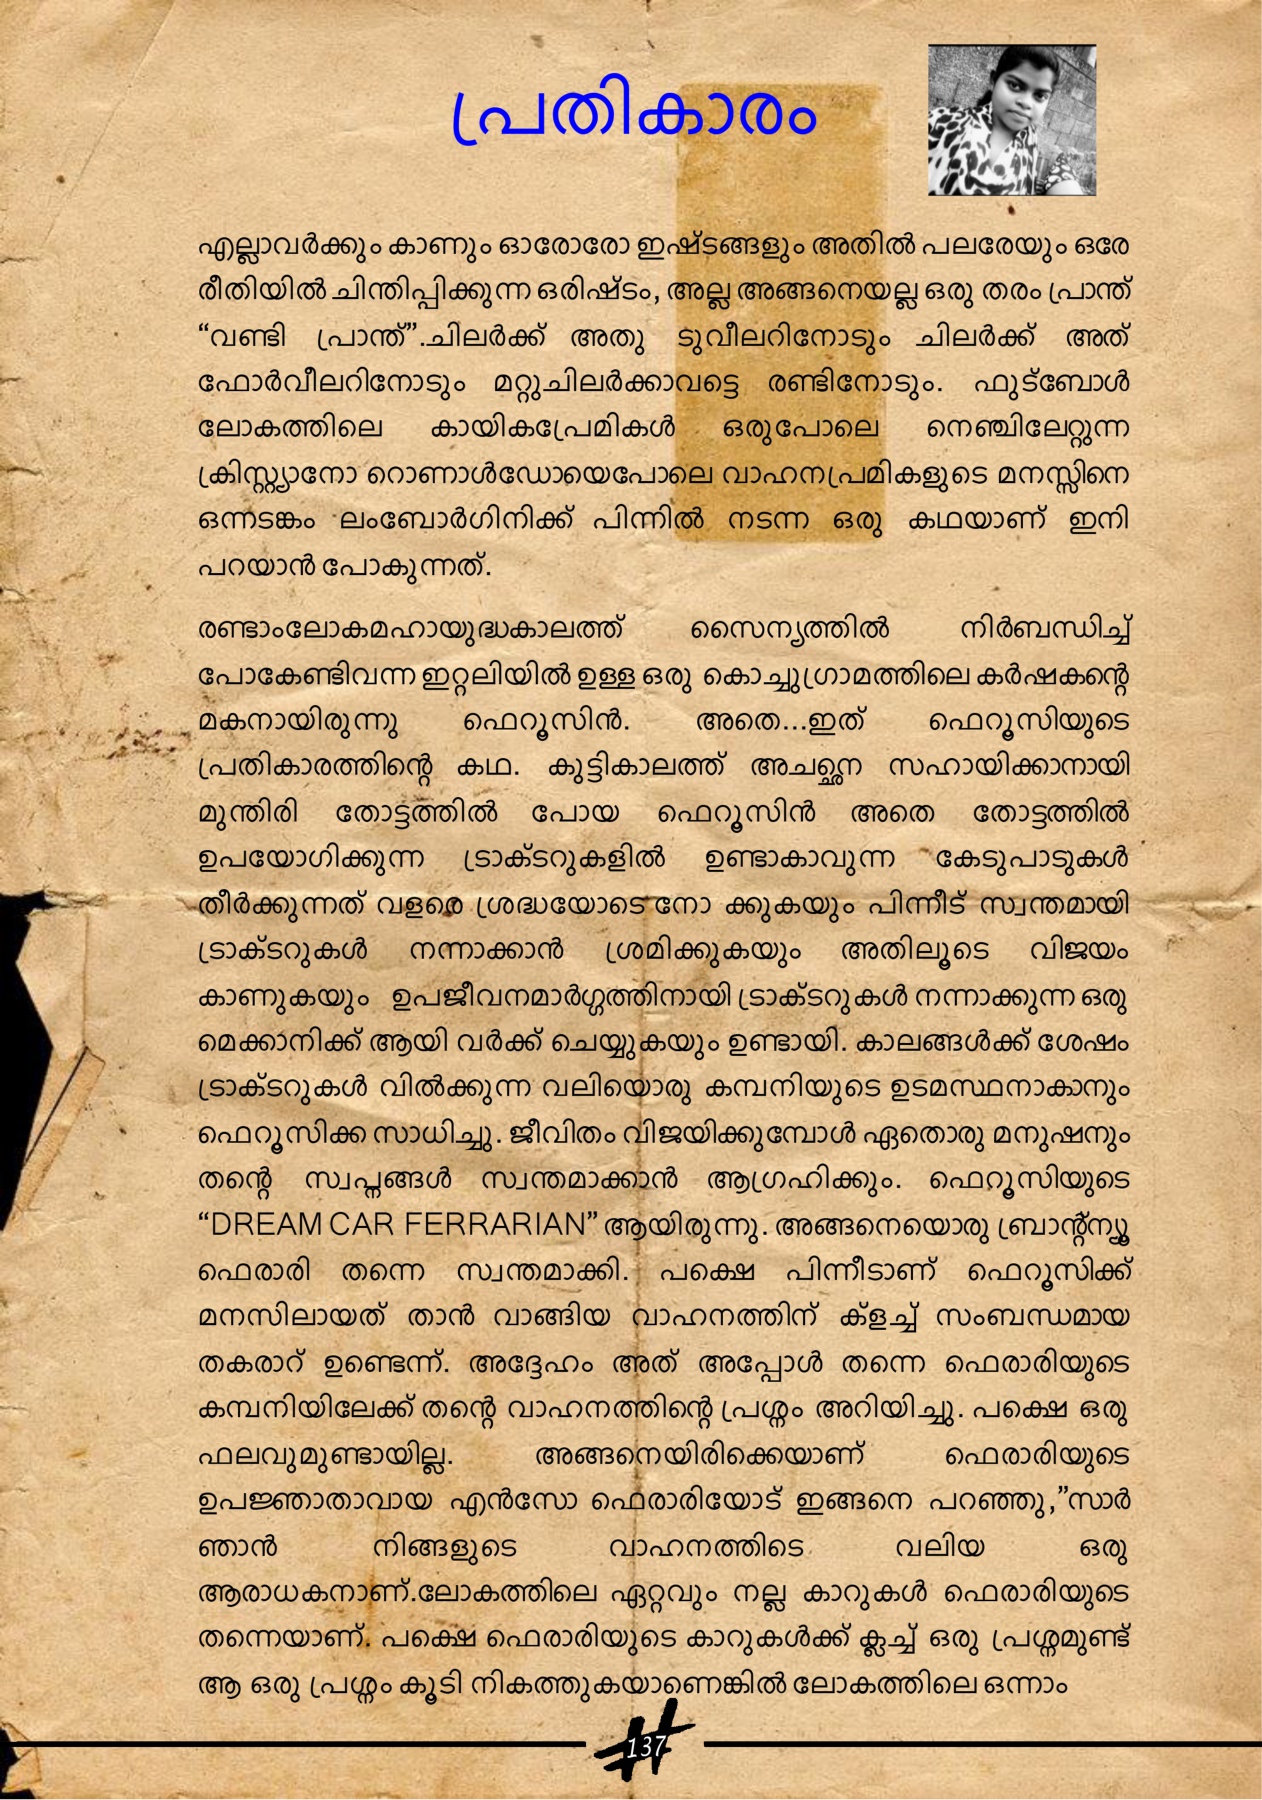 പ്രതികാരം
എല്ലാവർക്കും കാണും ഓരോരോ ഇഷ്ടങ്ങളും അതിൽ പലരേയും ഒരേ
രീതിയിൽ ചിന്തിപ്പിക്കുന്ന ഒരിഷ്ടം, അല്ല അങ്ങനെയല്ല ഒരു തരം പ്രാന്ത്
“വണ്ടി പ്രാന്ത്”.ചിലർക്ക് അതു ടുവീലറിനോടും ചിലർക്ക് അത്
ഫോർവീലറിനോടും മറ്റുചിലർക്കാവട്ടെ രണ്ടിനോടും. ഫുട്ബോൾ
ലോകത്തിലെ കായികപ്രേമികൾ ഒരുപോലെ നെഞ്ചിലേറ്റുന്ന
ക്രിസ്റ്റ്യാനോ റൊണാൾഡോയെപോലെ വാഹനപ്രമികളുടെ മനസ്സിനെ
ഒന്നടങ്കം ലംബോർഗിനിക്ക് പിന്നിൽ നടന്ന ഒരു കഥയാണ് ഇനി
പറയാൻ പോകുന്നത്.
രണ്ടാംലോകമഹായുദ്ധകാലത്ത് സൈന്യത്തിൽ നിർബന്ധിച്ച്
പോകേണ്ടിവന്ന ഇറ്റലിയിൽ ഉള്ള ഒരു കൊച്ചുഗ്രാമത്തിലെ കർഷകന്റെ
മകനായിരുന്നു ഫെറൂസിൻ. അതെ...ഇത് ഫെറൂസിയുടെ
പ്രതികാരത്തിന്റെ കഥ. കുട്ടികാലത്ത് അചഛനെ സഹായിക്കാനായി
മുന്തിരി തോട്ടത്തിൽ പോയ ഫെറൂസിൻ അതെ തോട്ടത്തിൽ
ഉപയോഗിക്കുന്ന ട്രാക്ടറുകളിൽ ഉണ്ടാകാവുന്ന കേടുപാടുകൾ
തീർക്കുന്നത് വളരെ ശ്രദ്ധയോടെ നോ ക്കുകയും പിന്നീട് സ്വന്തമായി
ട്രാക്ടറുകൾ നന്നാക്കാൻ ശ്രമിക്കുകയും അതിലൂടെ വിജയം
കാണുകയും ഉപജീവനമാർഗ്ഗത്തിനായി ട്രാക്ടറുകൾ നന്നാക്കുന്ന ഒരു
മെക്കാനിക്ക് ആയി വർക്ക് ചെയ്യുകയും ഉണ്ടായി. കാലങ്ങൾക്ക് ശേഷം
ട്രാക്ടറുകൾ വിൽക്കുന്ന വലിയൊരു കമ്പനിയുടെ ഉടമസ്ഥനാകാനും
ഫെറൂസിക്ക സാധിച്ചു. ജീവിതം വിജയിക്കുമ്പോൾ ഏതൊരു മനുഷനും
തന്റെ സ്വപ്നങ്ങൾ സ്വന്തമാക്കാൻ ആഗ്രഹിക്കും. ഫെറൂസിയുടെ
“DREAM CAR FERRARIAN” ആയിരുന്നു. അങ്ങനെയൊരു ബ്രാന്റ്ന്യൂ
ഫെരാരി തന്നെ സ്വന്തമാക്കി. പക്ഷെ പിന്നീടാണ് ഫെറൂസിക്ക്
മനസിലായത് താൻ വാങ്ങിയ വാഹനത്തിന് ക്ളച്ച് സംബന്ധമായ
തകരാറ് ഉണ്ടെന്ന്. അദ്ദേഹം അത് അപ്പോൾ തന്നെ ഫെരാരിയുടെ
കമ്പനിയിലേക്ക് തന്റെ വാഹനത്തിന്റെ പ്രശ്നം അറിയിച്ചു. പക്ഷെ ഒരു
ഫലവുമുണ്ടായില്ല. അങ്ങനെയിരിക്കെയാണ് ഫെരാരിയുടെ
ഉപജ്ഞാതാവായ എൻസോ ഫെരാരിയോട് ഇങ്ങനെ പറഞ്ഞു,”സാർ
ഞാൻ നിങ്ങളുടെ വാഹനത്തിടെ വലിയ ഒരു
ആരാധകനാണ്.ലോകത്തിലെ ഏറ്റവും നല്ല കാറുകൾ ഫെരാരിയുടെ
തന്നെയാണ്. പക്ഷെ ഫെരാരിയുടെ കാറുകൾക്ക് ക്ലച്ച് ഒരു പ്രശ്നമുണ്ട്
ആ ഒരു പ്രശ്നം കൂടി നികത്തുകയാണെങ്കിൽ ലോകത്തിലെ ഒന്നാം
137